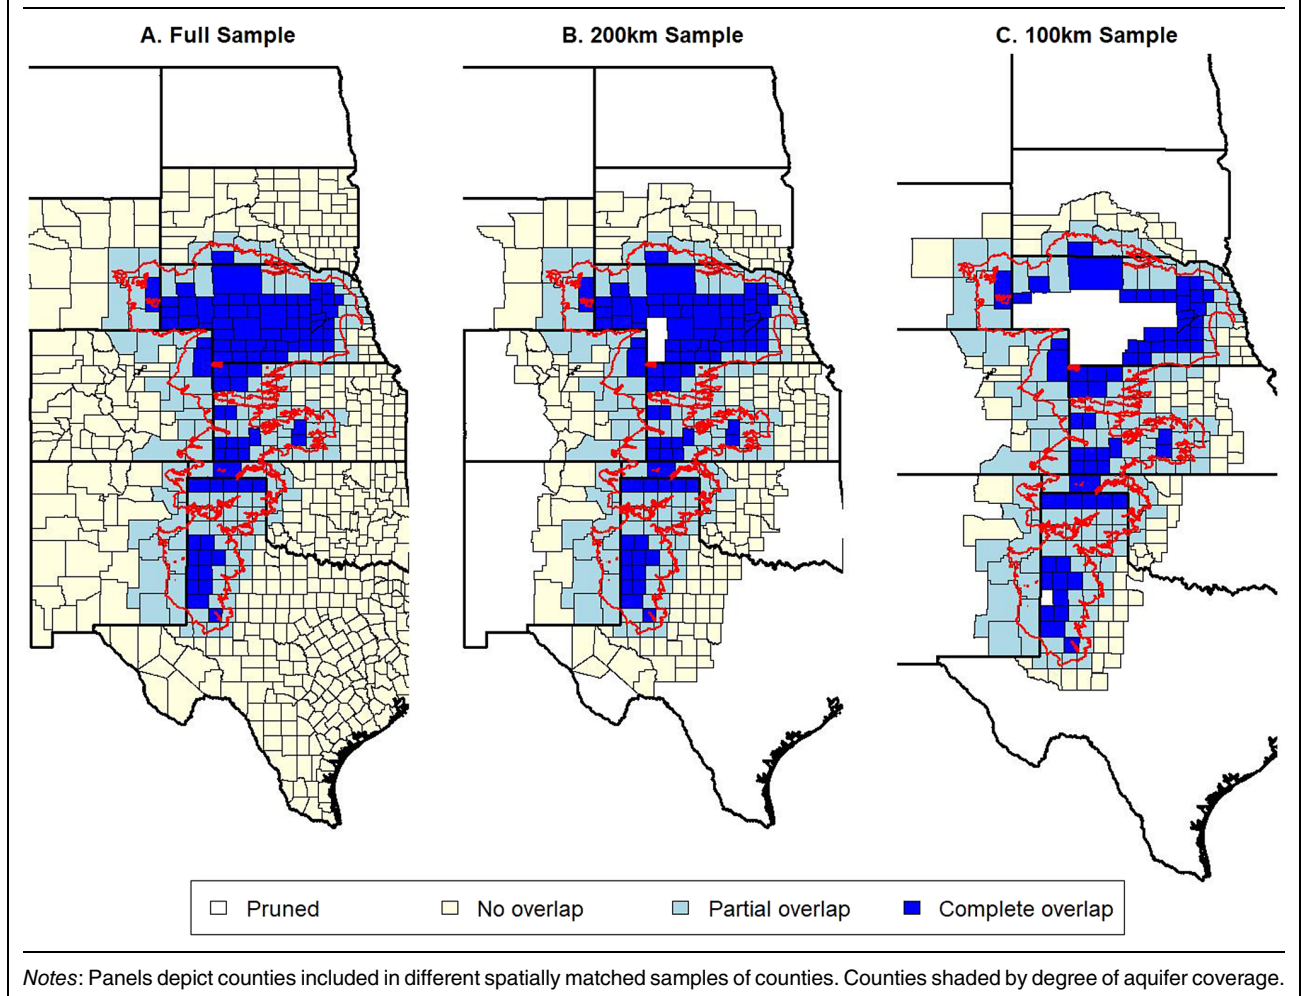 A. Full Sample
B. 200km Sample
C. 100km Sample
Pruned
No overlap
Partial overlap
Complete overlap
Notes: Panels depict counties included in different spatially matched samples of counties. Counties shaded by degree of aquifer coverage.